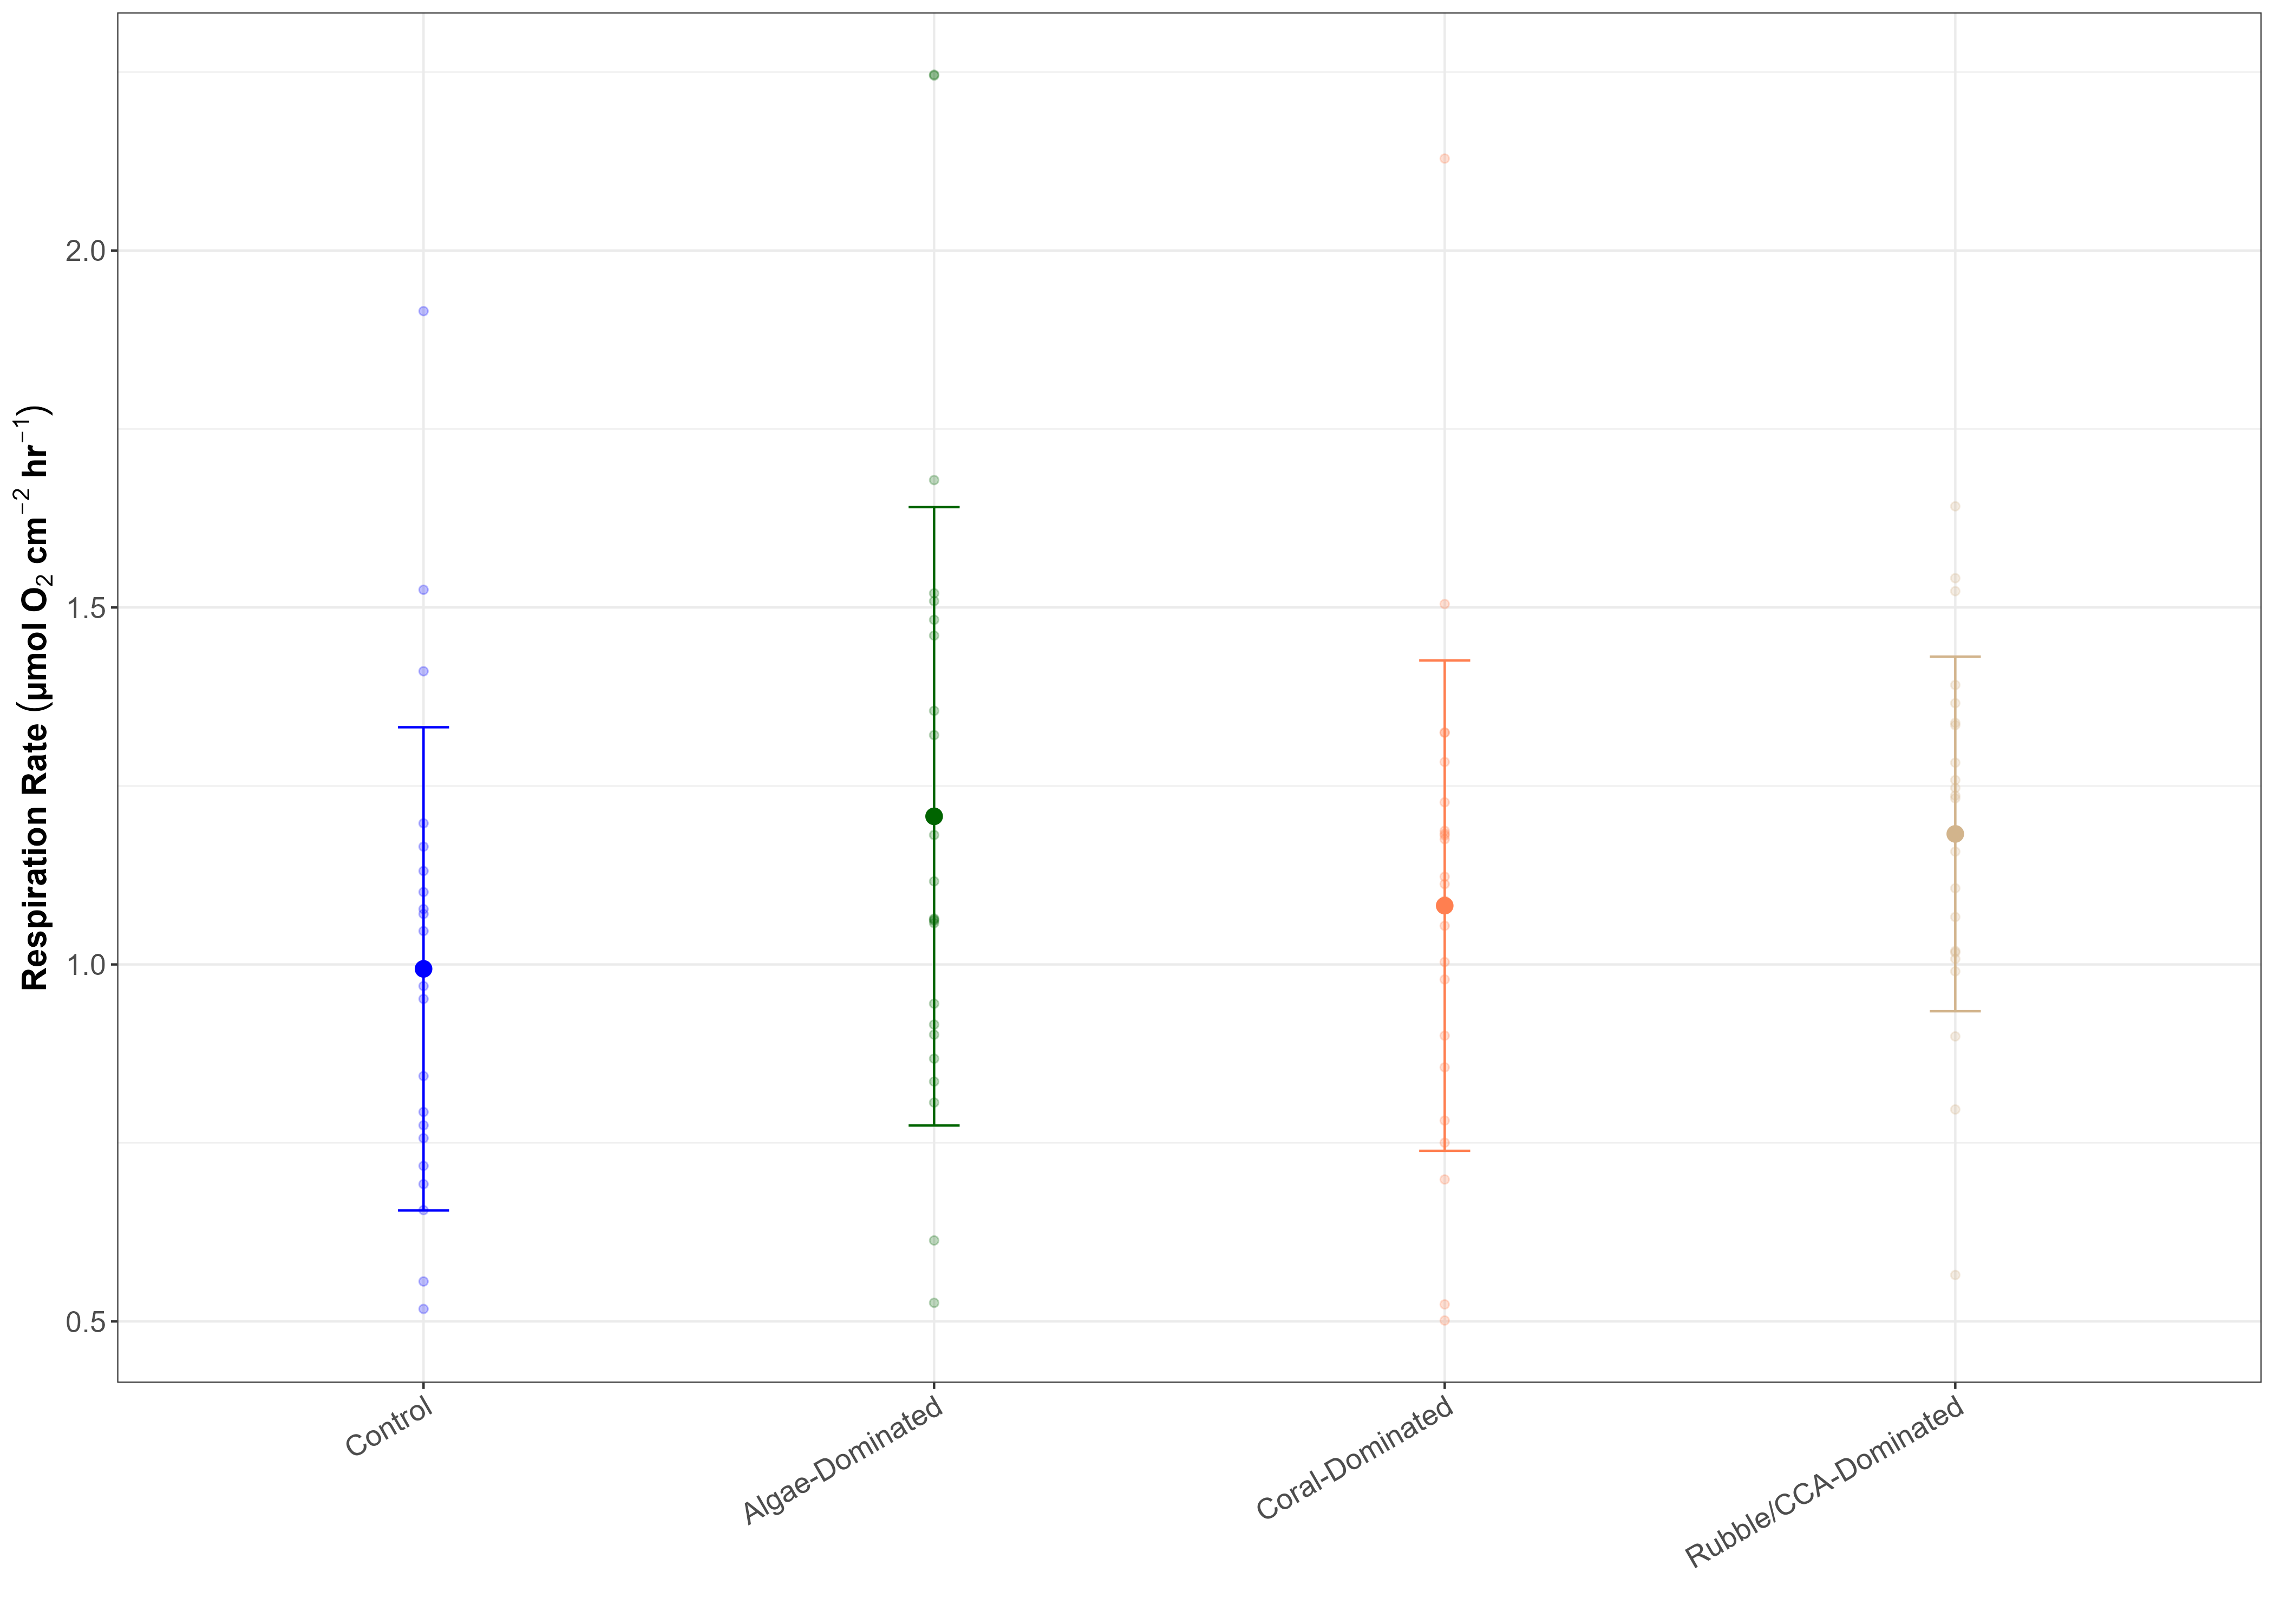 Respiration Rate (µmol O₂ cm⁻² hr⁻¹)
2.0
1.5
1.0
0.5
Control
Algae-Dominated
Coral-Dominated
Rubble/CCA-Dominated